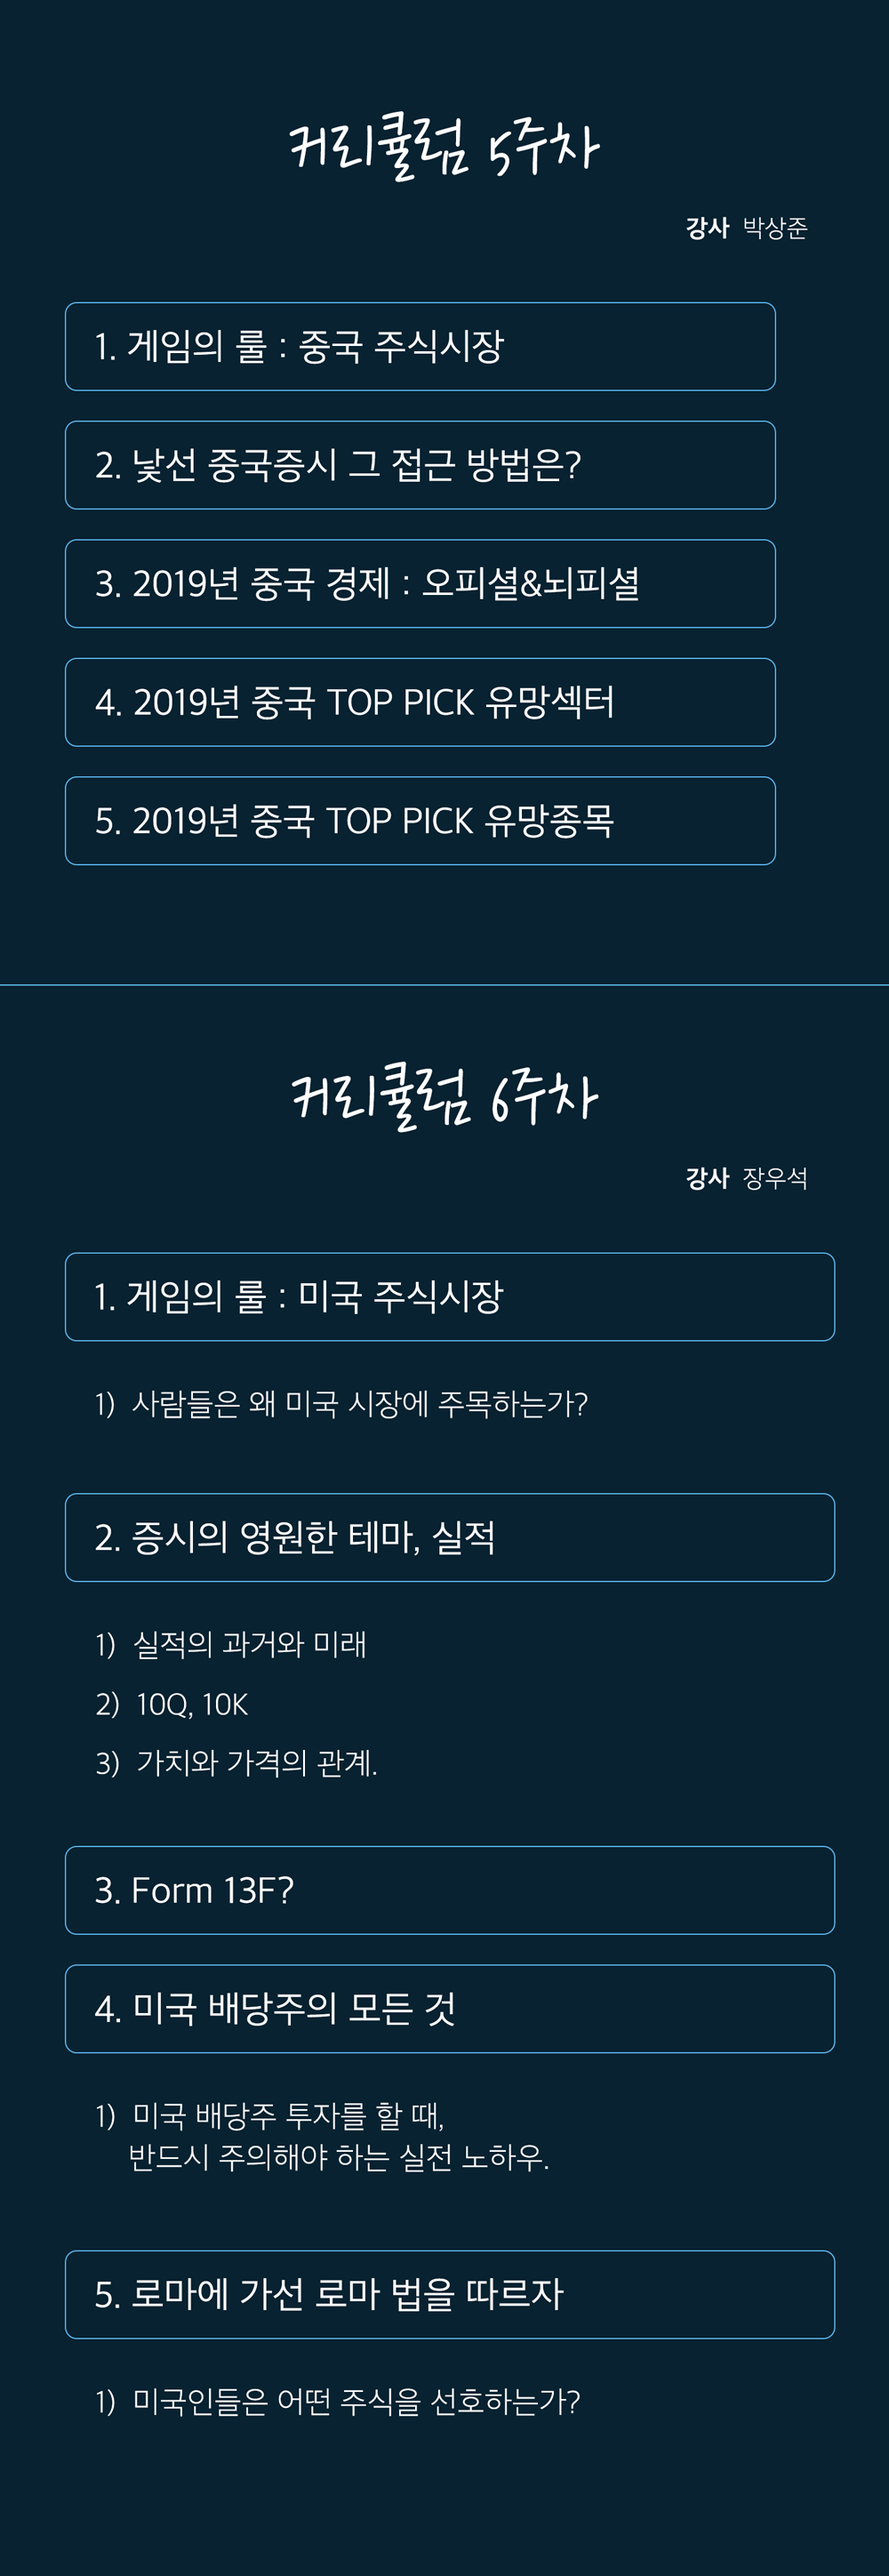 커리큘럼 5주차
강사 박상준
1. 게임의 룰 : 중국 주식시장
2. 낯선 중국증시 그 접근 방법은?
3. 2019년 중국 경제 : 오피셜&뇌피셜
4. 2019년 중국 TOP PICK 유망섹터
5. 2019년 중국 TOP PICK 유망종목
커리큘럼 6주차
강사 장우석
1. 게임의 룰 : 미국 주식시장
1) 사람들은 왜 미국 시장에 주목하는가?
2. 증시의 영원한 테마, 실적
1) 실적의 과거와 미래
2) 10Q, 10K
3) 가치와 가격의 관계.
3. Form 13F?
4. 미국 배당주의 모든 것
1) 미국 배당주 투자를 할 때,
반드시 주의해야 하는 실전 노하우.
5. 로마에 가선 로마 법을 따르자
1) 미국인들은 어떤 주식을 선호하는가?